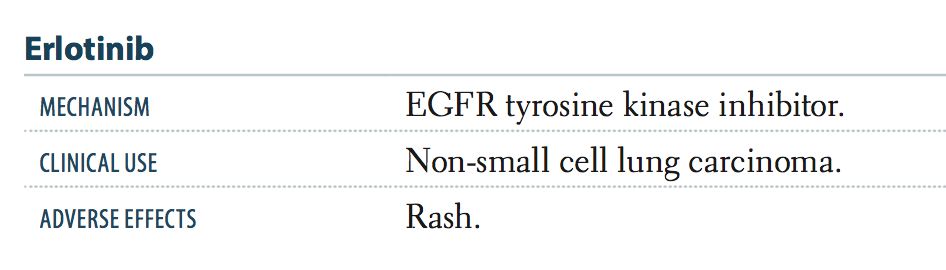 Erlotinib
MECHANISM EGFR tyrosine kinase inhibitor.
CLINICAL USE Non-small cell lung carcinoma.
ADVERSE EFFECTS Rash.